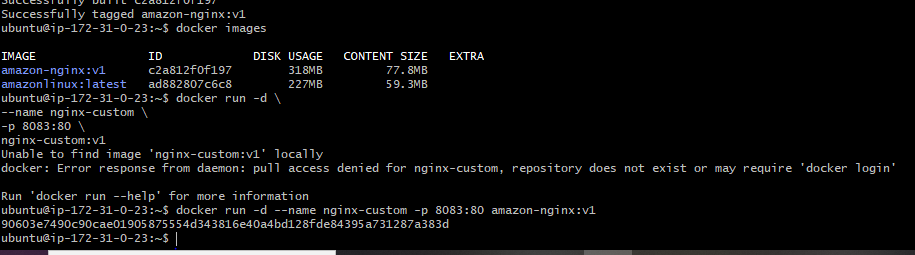 Successfully built c2a812f0f197
Successfully tagged amazon-nginx:v1
ubuntu@ip-172-31-0-23:~$ docker images
IMAGE ID DISK USAGE CONTENT SIZE EXTRA
amazon-nginx:v1 c2a812f0f197 318MB 77.8MB
amazonlinux:latest ad882807c6c8 227MB 59.3MB
ubuntu@ip-172-31-0-23:~$ docker run -d \
--name nginx-custom \
-p 8083:80 \
nginx-custom:v1
Unable to find image 'nginx-custom:v1' locally
docker: Error response from daemon: pull access denied for nginx-custom, repository does not exist or may require 'docker login'
Run 'docker run --help' for more information
ubuntu@ip-172-31-0-23:~$ docker run -d --name nginx-custom -p 8083:80 amazon-nginx:v1
90603e7490c90cae01905875554d343816e40a4bd128fde84395a731287a383d
ubuntu@ip-172-31-0-23:~$